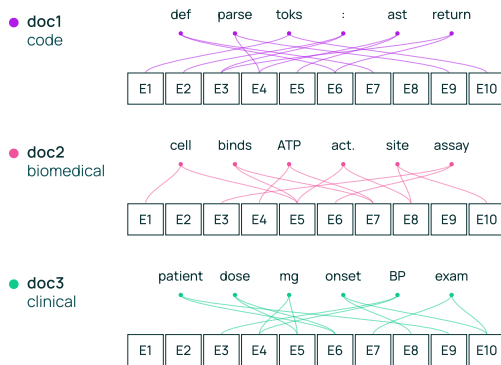 def parse toks : ast return
doc1
code
E1 E2 E3 E4 E5 E6 E7 E8 E9 E10
cell binds ATP act. site assay
doc2
biomedical
E1 E2 E3 E4 E5 E6 E7 E8 E9 E10
patient dose mg onset BP exam
doc3
clinical
E1 E2 E3 E4 E5 E6 E7 E8 E9 E10